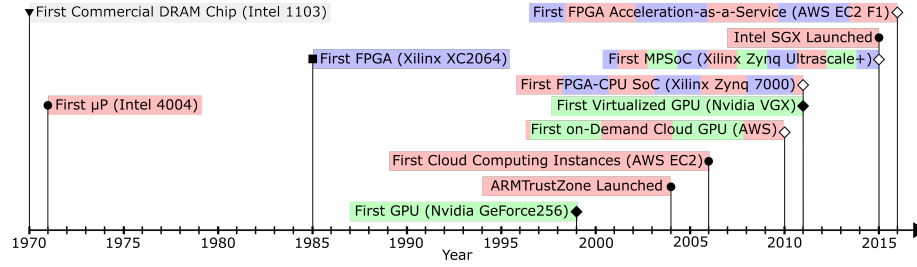 First Commercial DRAM Chip (Intel 1103)
First FPGA Acceleration-as-a-Service (AWS EC2 F1)
Intel SGX Launched
First FPGA (Xilinx XC2064)
First MPSoC (Xilinx Zynq Ultrascale+)
First FPGA-CPU SoC (Xilinx Zynq 7000)
First μP (Intel 4004)
First Virtualized GPU (Nvidia VGX)
First on-Demand Cloud GPU (AWS)
First Cloud Computing Instances (AWS EC2)
ARMTrustZone Launched
First GPU (Nvidia GeForce256)
1970 1975 1980 1985 1990 1995 2000 2005 2010 2015
Year